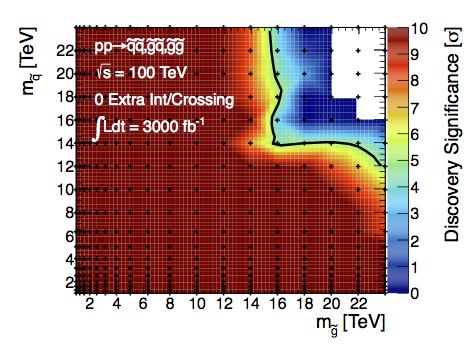 pp→q̃q̃,g̃q̃,g̃g̃
√s = 100 TeV
0 Extra Int/Crossing
∫Ldt = 3000 fb⁻¹
m_q̃ [TeV]
22
20
18
16
14
12
10
8
6
4
2
2 4 6 8 10 12 14 16 18 20 22
m_g̃ [TeV]
10
9
8
7
6
5
4
3
2
1
0
Discovery Significance [σ]